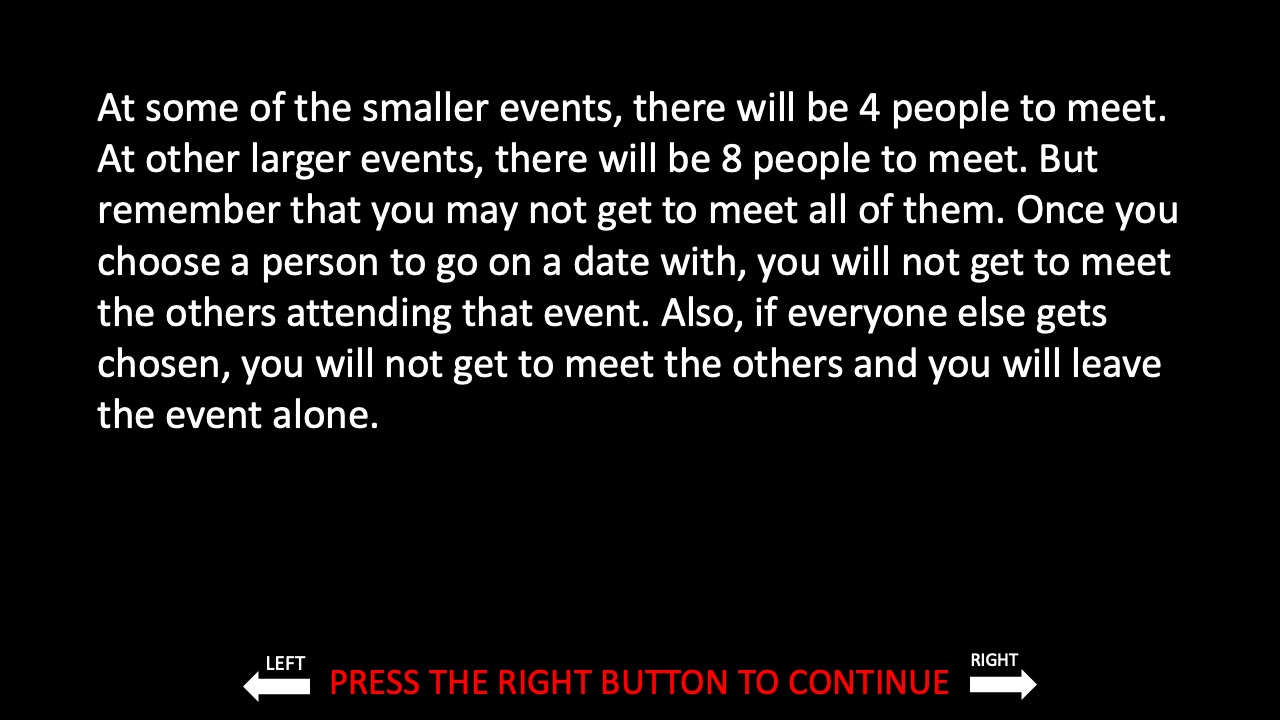 At some of the smaller events, there will be 4 people to meet.
At other larger events, there will be 8 people to meet. But
remember that you may not get to meet all of them. Once you
choose a person to go on a date with, you will not get to meet
the others attending that event. Also, if everyone else gets
chosen, you will not get to meet the others and you will leave
the event alone.
LEFT
PRESS THE RIGHT BUTTON TO CONTINUE
RIGHT